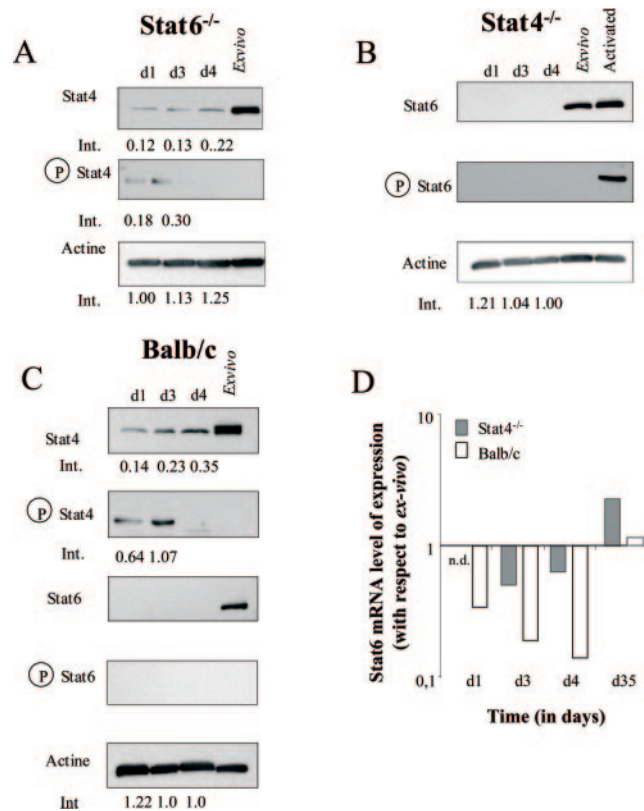 A
Stat6-/-
d1 d3 d4 Exvivo
Stat4
Int. 0.12 0.13 0..22
P Stat4
Int. 0.18 0.30
Actine
Int. 1.00 1.13 1.25
B
Stat4-/-
d1 d3 d4 Exvivo Activated
Stat6
P Stat6
Actine
Int. 1.21 1.04 1.00
C
Balb/c
d1 d3 d4 Exvivo
Stat4
Int. 0.14 0.23 0.35
P Stat4
Int. 0.64 1.07
Stat6
P Stat6
Actine
Int 1.22 1.0 1.0
D
Stat6 mRNA level of expression
(with respect to ex-vivo)
10
Stat4-/-
Balb/c
1
n.d.
0,1
d1 d3 d4 d35
Time (in days)